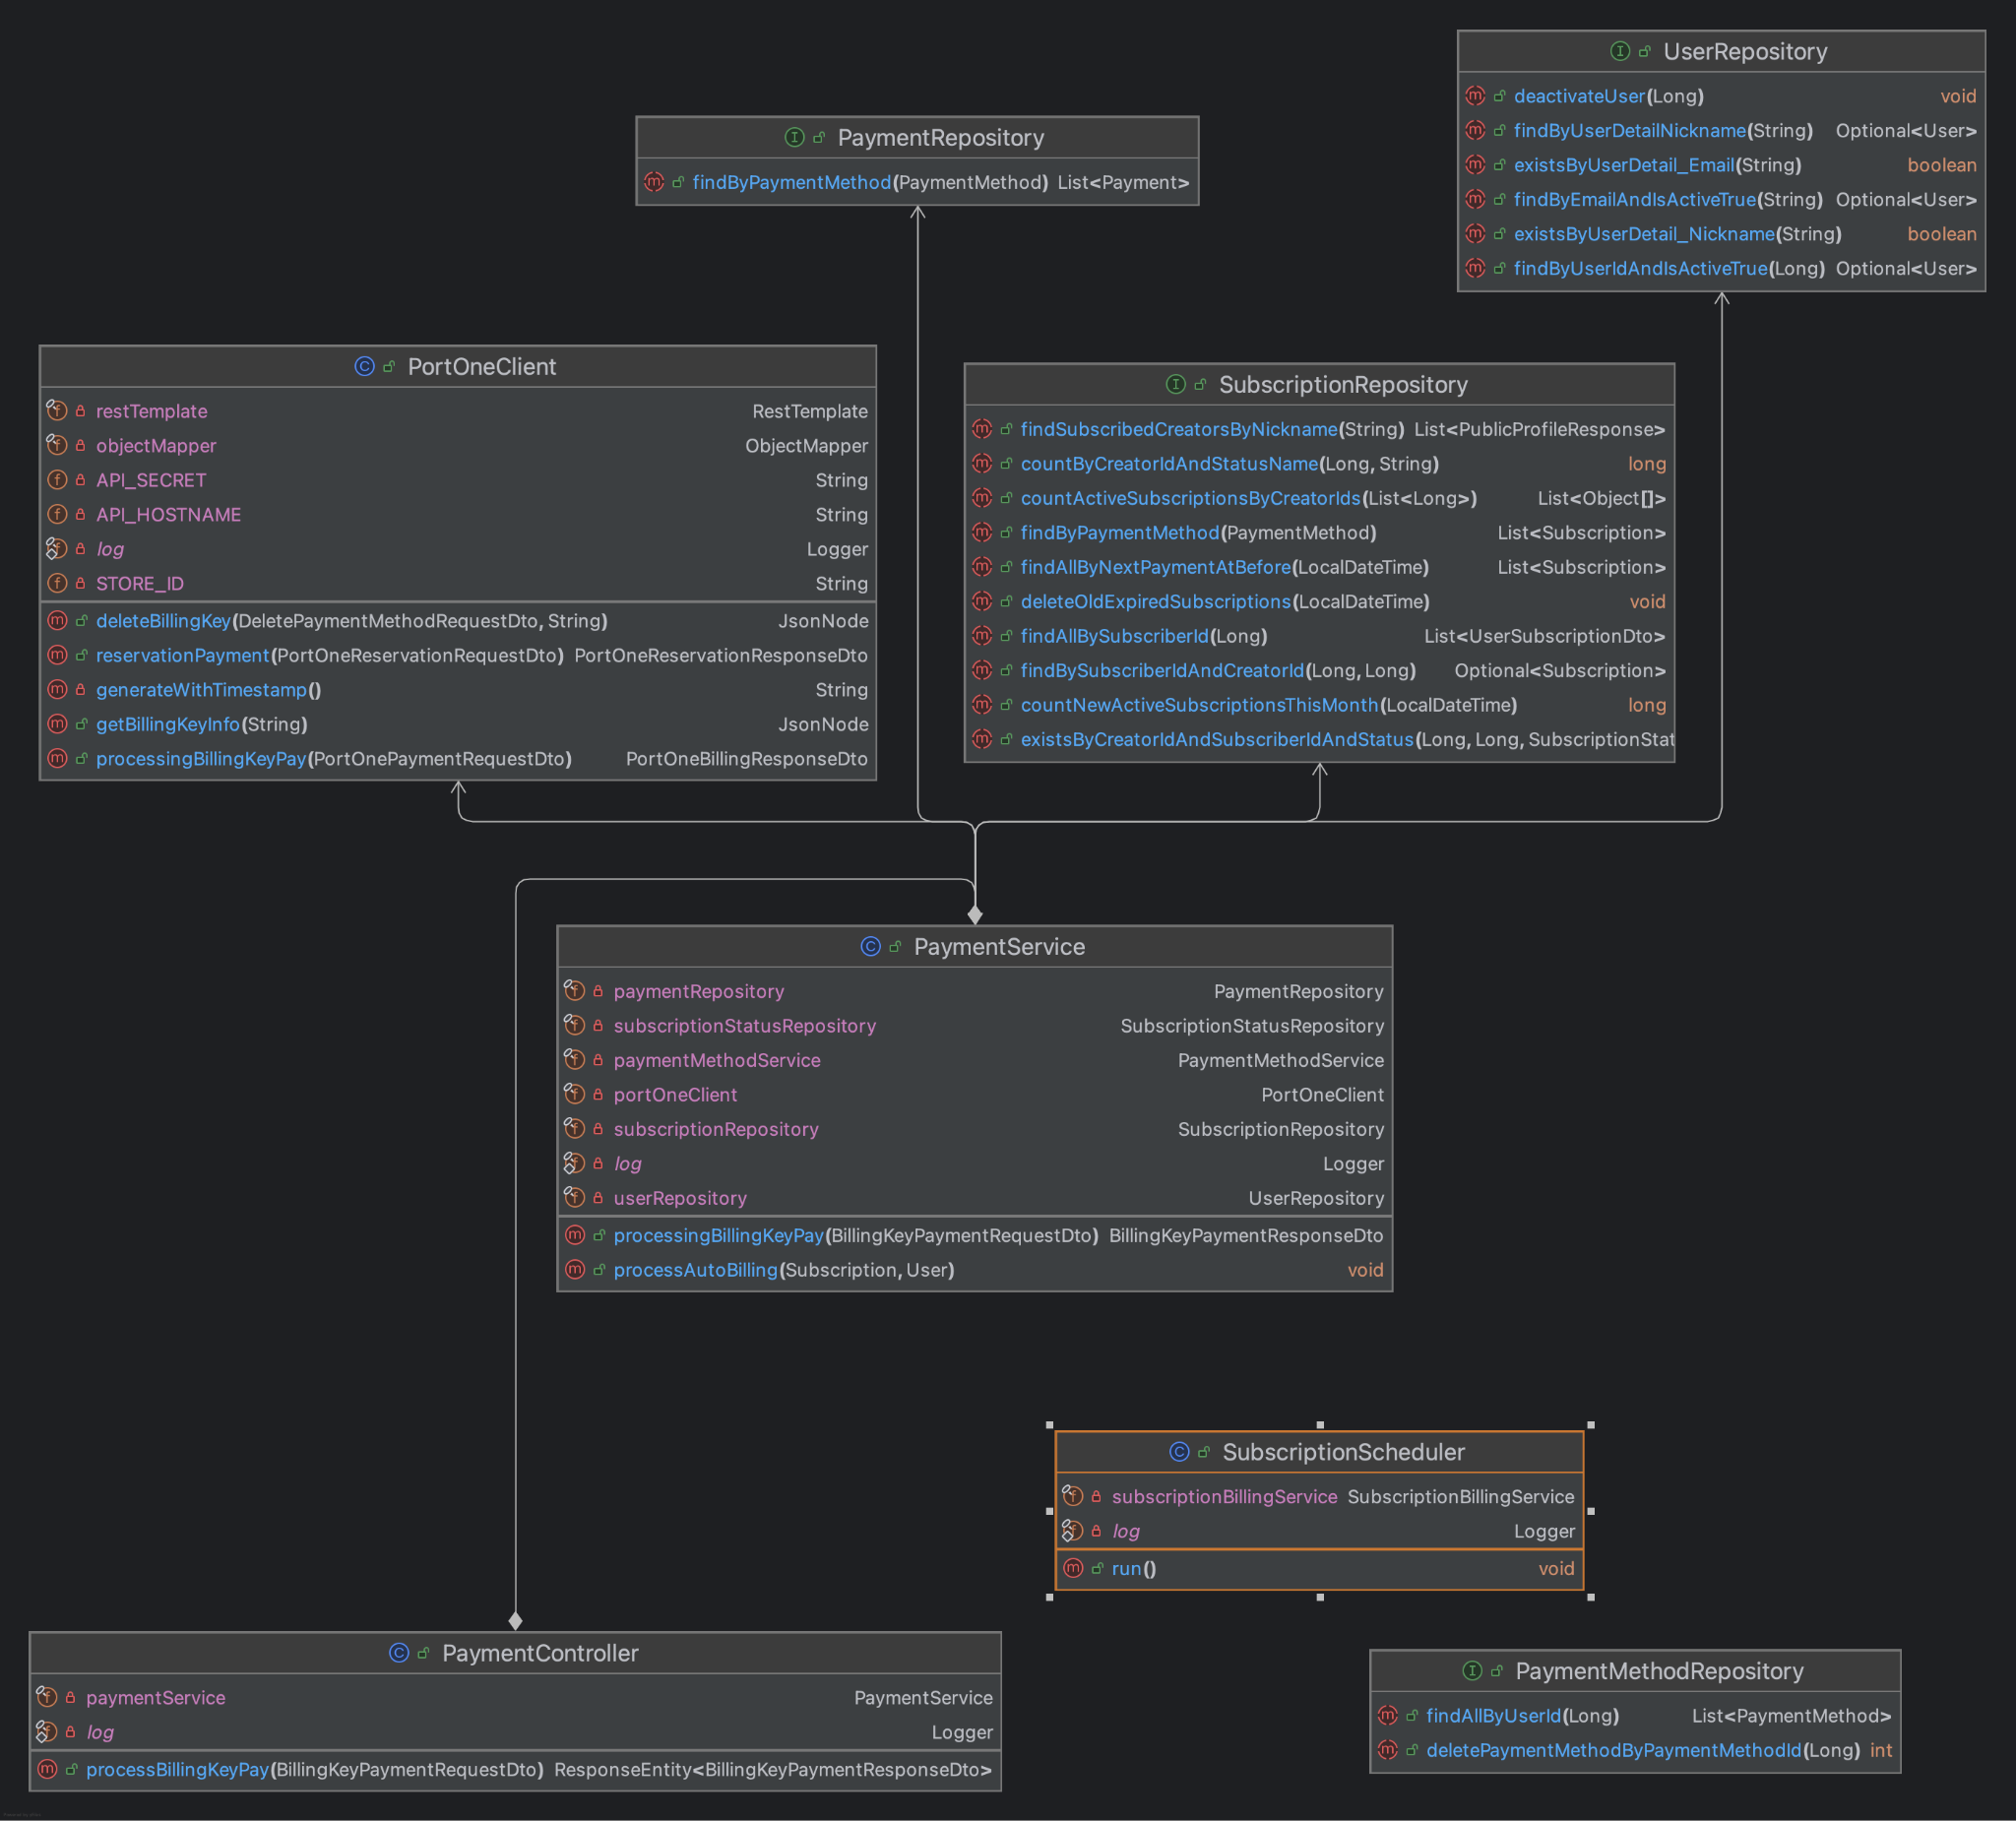 UserRepository
deactivateUser(Long) void
findByUserDetailNickname(String) Optional<User>
existsByUserDetail_Email(String) boolean
findByEmailAndIsActiveTrue(String) Optional<User>
existsByUserDetail_Nickname(String) boolean
findByUserIdAndIsActiveTrue(Long) Optional<User>
PaymentRepository
findByPaymentMethod(PaymentMethod) List<Payment>
PortOneClient
restTemplate RestTemplate
objectMapper ObjectMapper
API_SECRET String
API_HOSTNAME String
log Logger
STORE_ID String
deleteBillingKey(DeletePaymentMethodRequestDto, String) JsonNode
reservationPayment(PortOneReservationRequestDto) PortOneReservationResponseDto
generateWithTimestamp() String
getBillingKeyInfo(String) JsonNode
processingBillingKeyPay(PortOnePaymentRequestDto) PortOneBillingResponseDto
SubscriptionRepository
findSubscribedCreatorsByNickname(String) List<PublicProfileResponse>
countByCreatorIdAndStatusName(Long, String) long
countActiveSubscriptionsByCreatorIds(List<Long>) List<Object[]>
findByPaymentMethod(PaymentMethod) List<Subscription>
findAllByNextPaymentAtBefore(LocalDateTime) List<Subscription>
deleteOldExpiredSubscriptions(LocalDateTime) void
findAllBySubscriberId(Long) List<UserSubscriptionDto>
findBySubscriberIdAndCreatorId(Long, Long) Optional<Subscription>
countNewActiveSubscriptionsThisMonth(LocalDateTime) long
existsByCreatorIdAndSubscriberIdAndStatus(Long, Long, SubscriptionStat
PaymentService
paymentRepository PaymentRepository
subscriptionStatusRepository SubscriptionStatusRepository
paymentMethodService PaymentMethodService
portOneClient PortOneClient
subscriptionRepository SubscriptionRepository
log Logger
userRepository UserRepository
processingBillingKeyPay(BillingKeyPaymentRequestDto) BillingKeyPaymentResponseDto
processAutoBilling(Subscription, User) void
SubscriptionScheduler
subscriptionBillingService SubscriptionBillingService
log Logger
run() void
PaymentController
paymentService PaymentService
log Logger
processBillingKeyPay(BillingKeyPaymentRequestDto) ResponseEntity<BillingKeyPaymentResponseDto>
PaymentMethodRepository
findAllByUserId(Long) List<PaymentMethod>
deletePaymentMethodByPaymentMethodId(Long) int